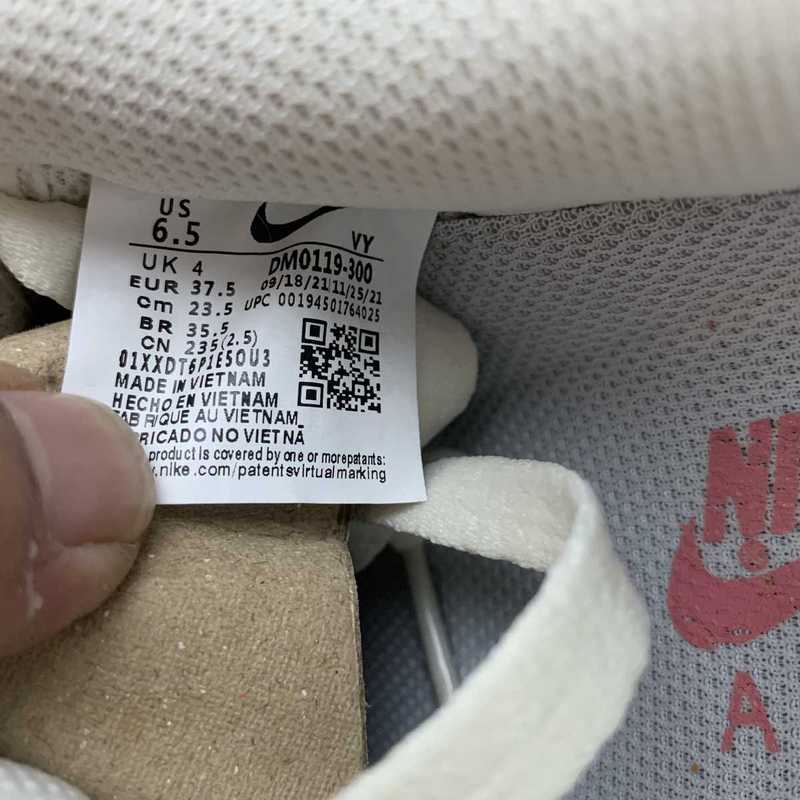 US
6.5
VY
UK 4
DM0119-300
EUR 37.5
09/18/21 11/25/21
cm 23.5
UPC 00194501764025
BR 35.5
CN 235(2.5)
01XXDT6P1E5OU3
MADE IN VIETNAM
HECHO EN VIETNAM
FABRIQUE AU VIETNAM
RICADO NO VIETNÃ
product is covered by one or more patents:
.nike.com/patentsvirtualmarking
NI
A